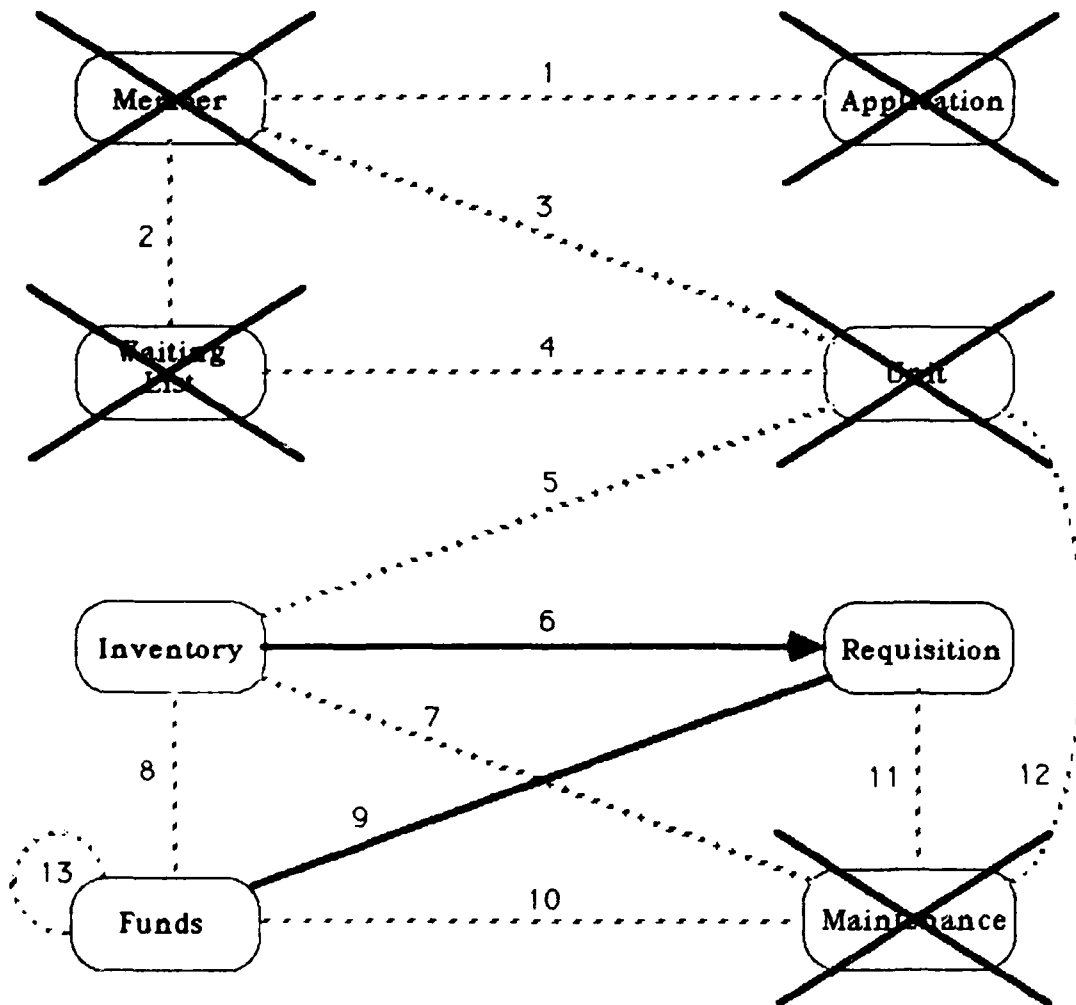 Member
1
Application
2
3
Waiting
List
4
Unit
5
Inventory
6
Requisition
7
8
9
11
12
13
Funds
10
Maintenance